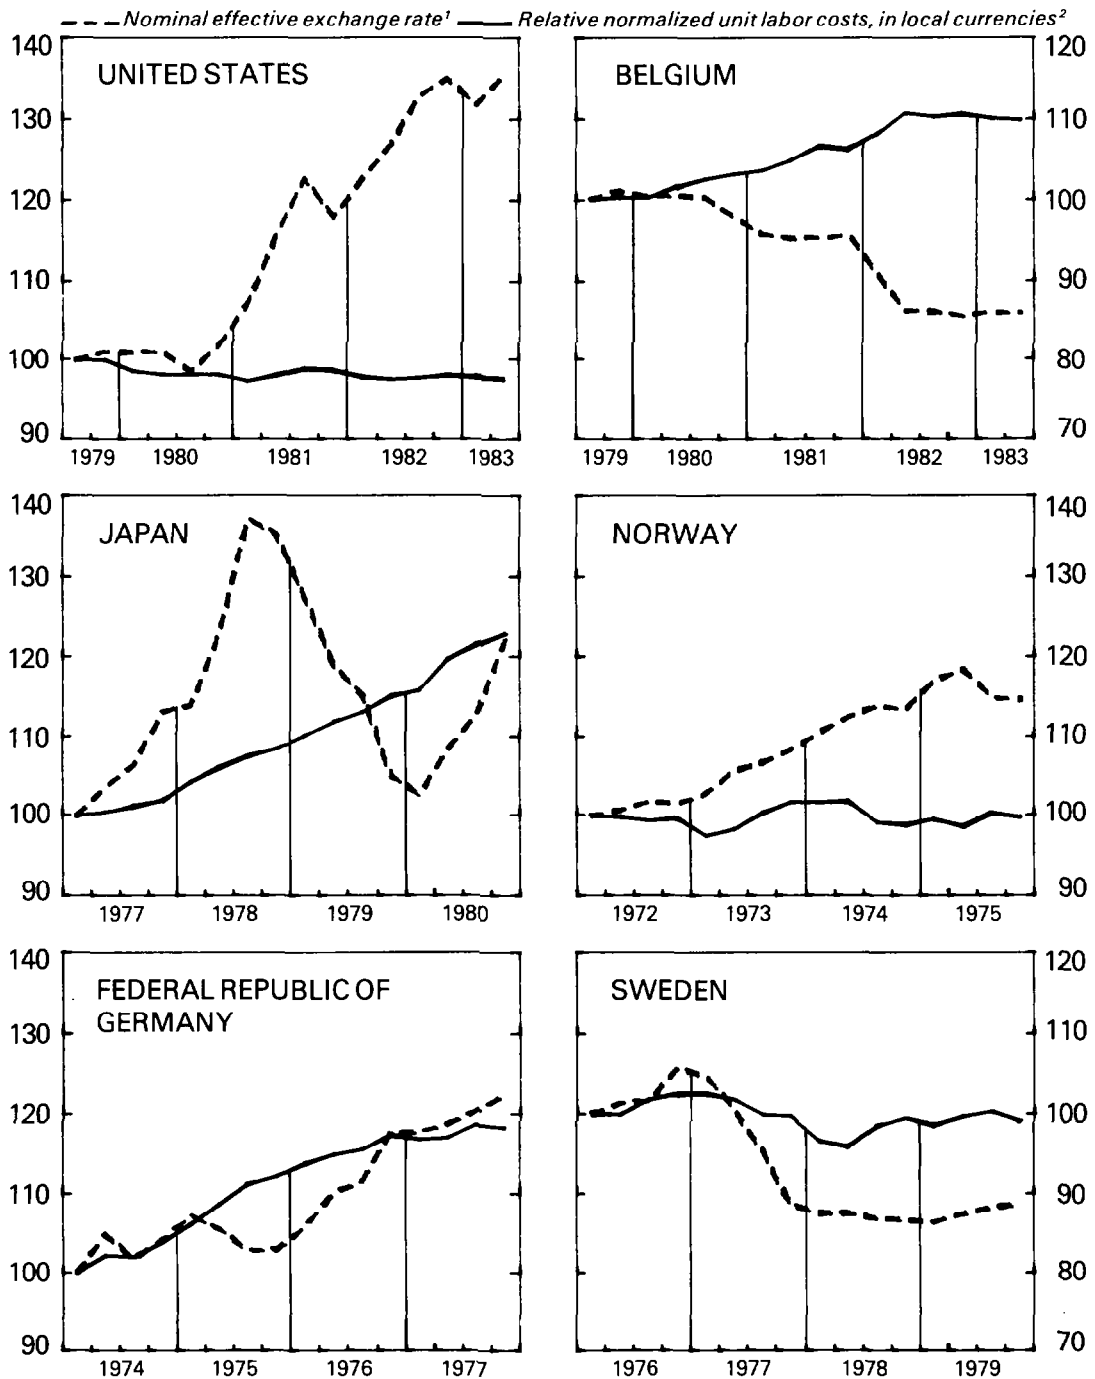 Nominal effective exchange rate¹ Relative normalized unit labor costs, in local currencies²
UNITED STATES
140
130
120
110
100
90
1979 1980 1981 1982 1983
BELGIUM
120
110
100
90
80
70
1979 1980 1981 1982 1983
JAPAN
140
130
120
110
100
90
1977 1978 1979 1980
NORWAY
140
130
120
110
100
90
1972 1973 1974 1975
FEDERAL REPUBLIC OF
GERMANY
140
130
120
110
100
90
1974 1975 1976 1977
SWEDEN
120
110
100
90
80
70
1976 1977 1978 1979